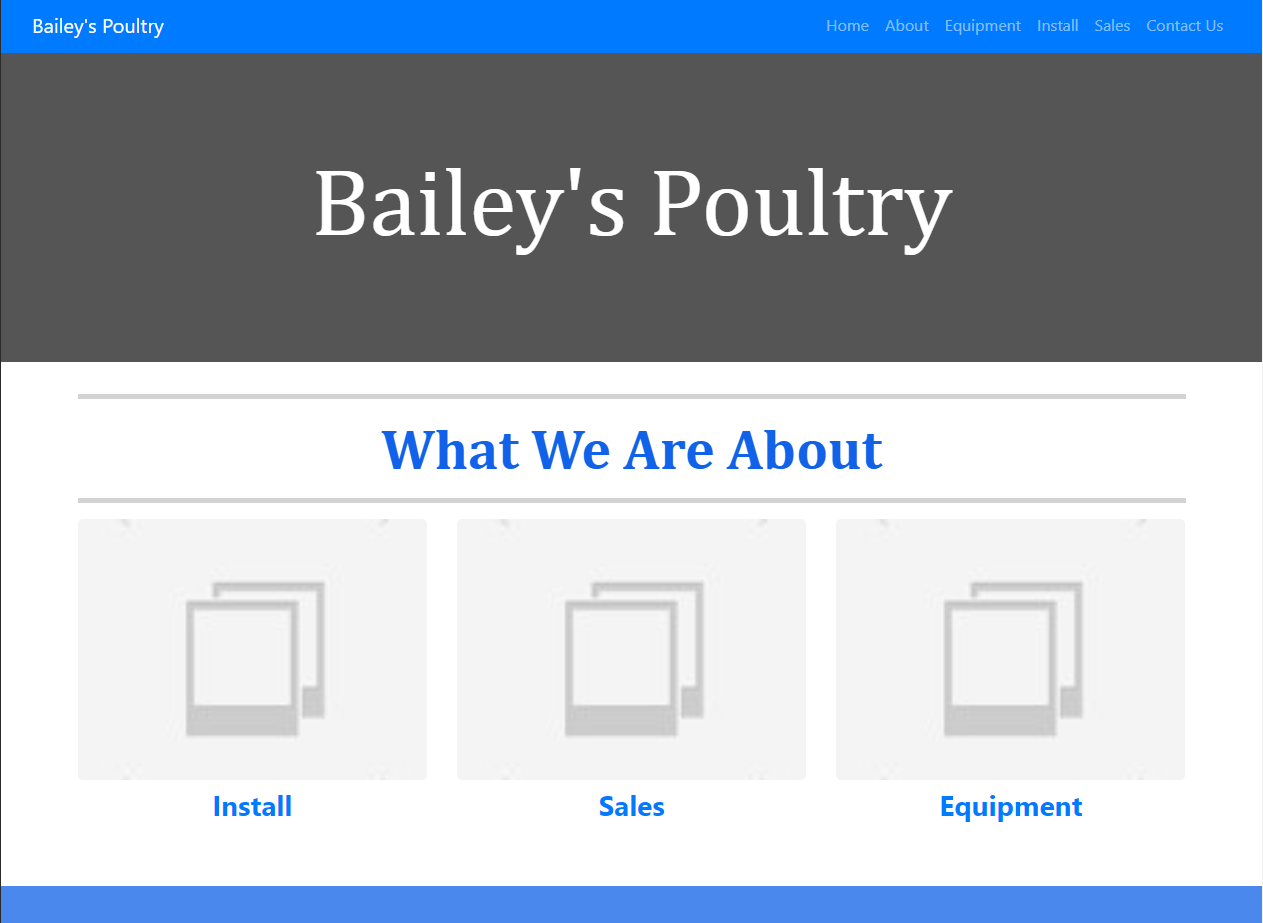 Bailey's Poultry
Home About Equipment Install Sales Contact Us
Bailey's Poultry
What We Are About
Install
Sales
Equipment